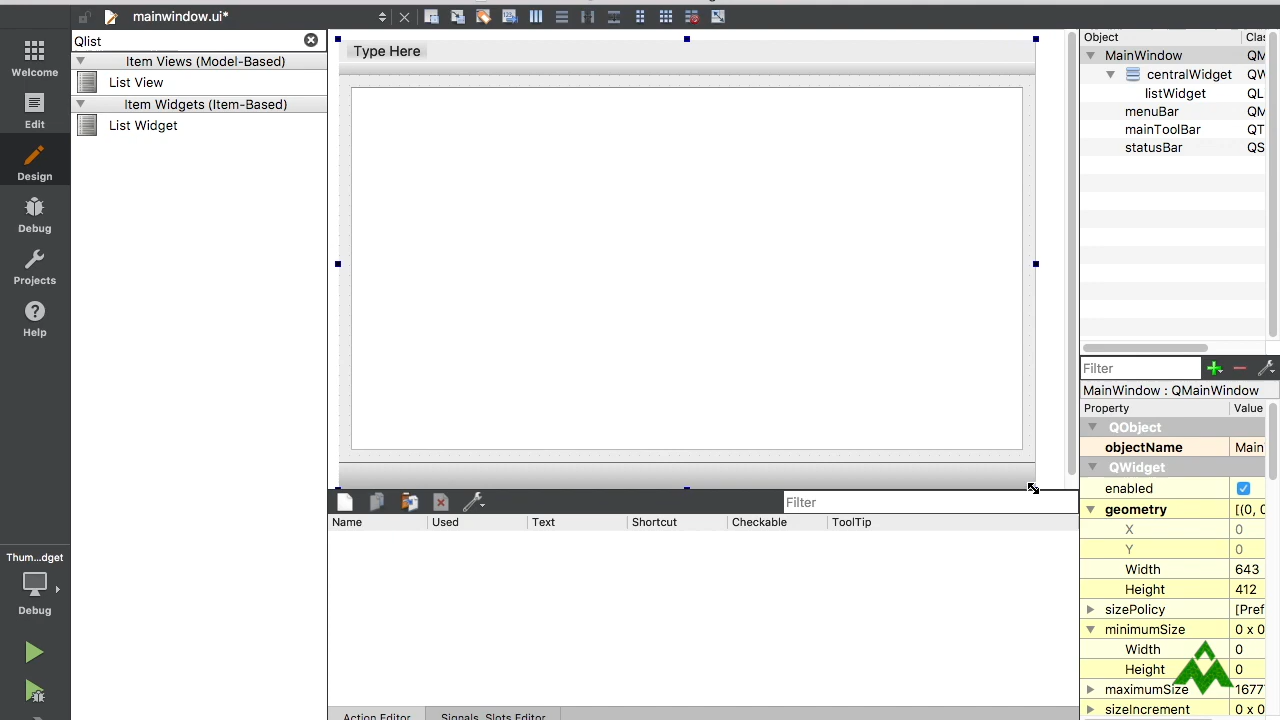 mainwindow.ui*
Welcome
Edit
Design
Debug
Projects
Help
Thum...dget
Debug
Qlist
Item Views (Model-Based)
List View
Item Widgets (Item-Based)
List Widget
Type Here
Filter
Name Used Text Shortcut Checkable ToolTip
Action Editor Signals Slots Editor
Object Clas
MainWindow QM
centralWidget QW
listWidget QL
menuBar QM
mainToolBar QT
statusBar QS
Filter
MainWindow : QMainWindow
Property Value
QObject
objectName Main
QWidget
enabled
geometry [(0, 0
X 0
Y 0
Width 643
Height 412
sizePolicy [Pref
minimumSize 0 x 0
Width 0
Height 0
maximumSize 1677
sizeIncrement 0 x 0